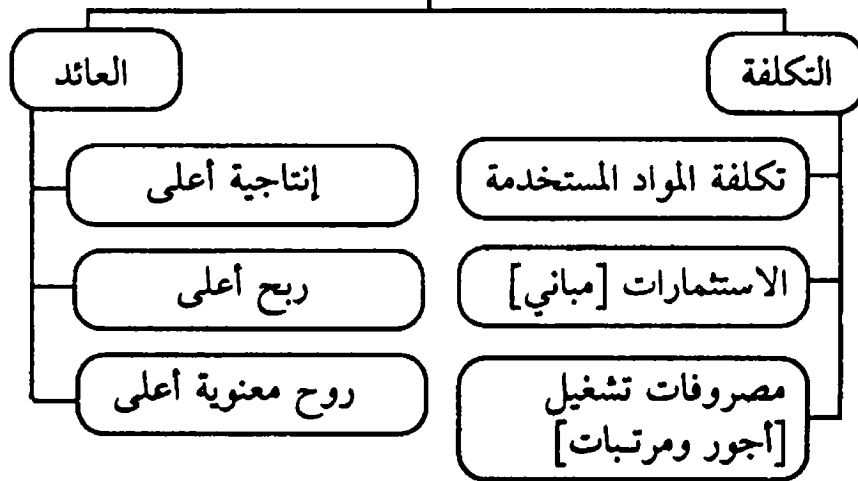 التكلفة
تكلفة المواد المستخدمة
الاستثمارات [مباني]
مصروفات تشغيل
[أجور ومرتبات]
العائد
إنتاجية أعلى
ربح أعلى
روح معنوية أعلى